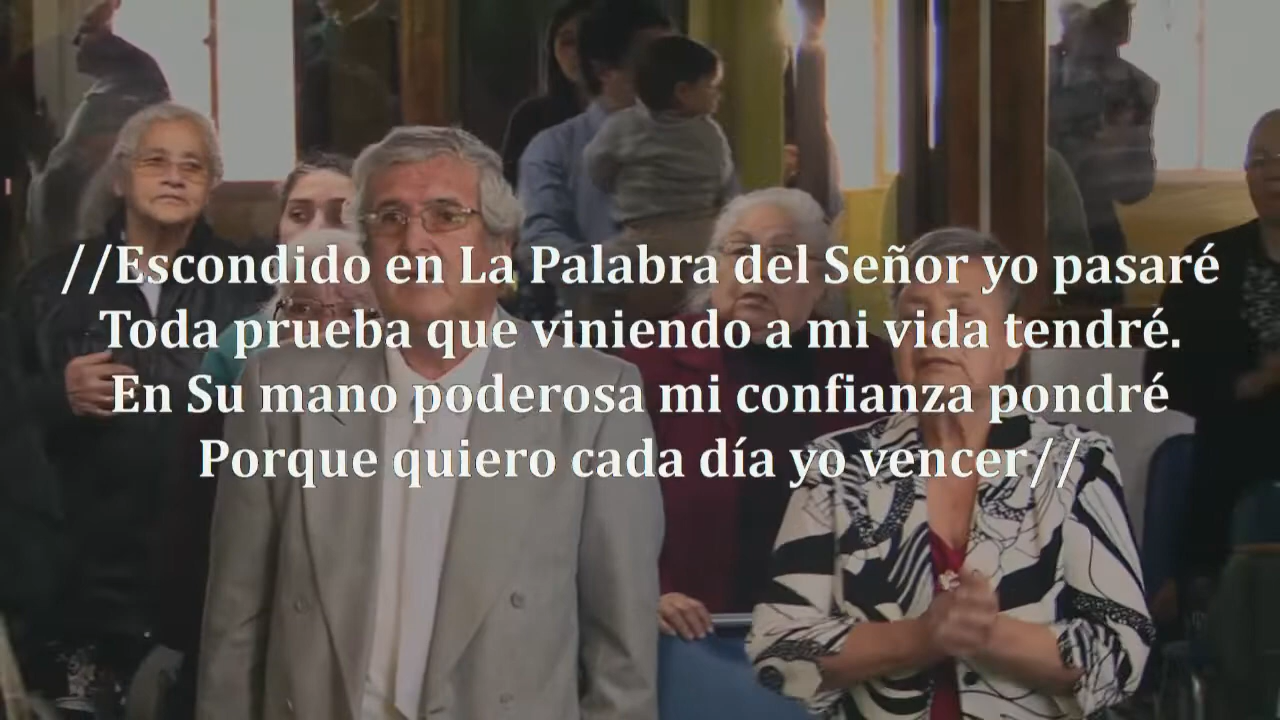 //Escondido en La Palabra del Señor yo pasaré
Toda prueba que viniendo a mi vida tendré.
En Su mano poderosa mi confianza pondré
Porque quiero cada día yo vencer//